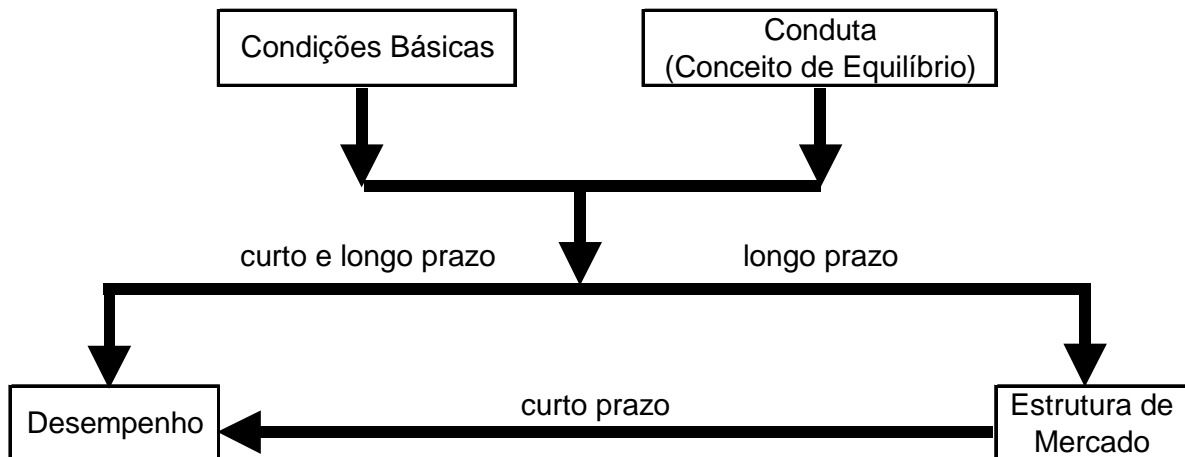 Condições Básicas
Conduta
(Conceito de Equilíbrio)
curto e longo prazo
longo prazo
Desempenho
curto prazo
Estrutura de
Mercado